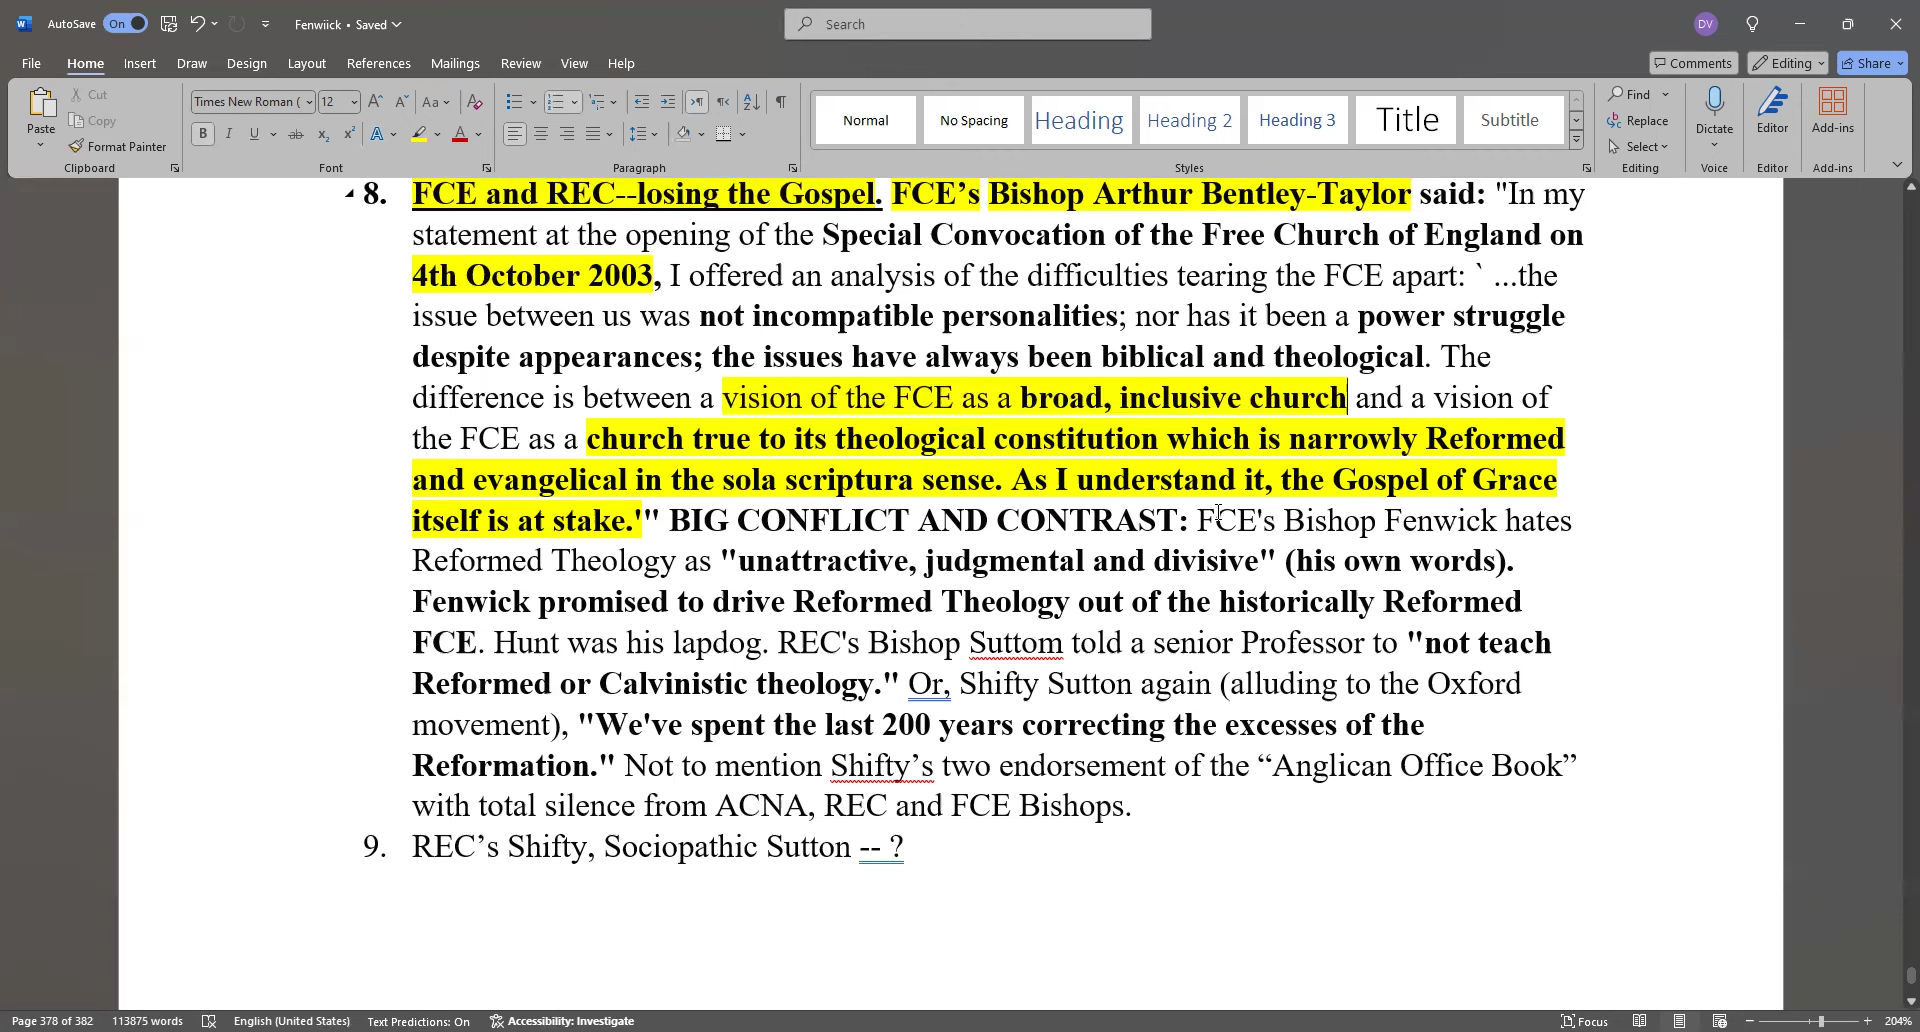 AutoSave On Fenwiick • Saved Search DV
File Home Insert Draw Design Layout References Mailings Review View Help Comments Editing Share
Paste Cut Copy Format Painter Clipboard
Times New Roman ( 12 Aa B I U ab x₂ x² A A Font
Paragraph
Normal No Spacing Heading Heading 2 Heading 3 Title Subtitle Styles
Find Replace Select Editing
Dictate Voice
Editor Editor
Add-ins Add-ins
8. FCE and REC--losing the Gospel. FCE’s Bishop Arthur Bentley-Taylor said: "In my
statement at the opening of the Special Convocation of the Free Church of England on
4th October 2003, I offered an analysis of the difficulties tearing the FCE apart: ` ...the
issue between us was not incompatible personalities; nor has it been a power struggle
despite appearances; the issues have always been biblical and theological. The
difference is between a vision of the FCE as a broad, inclusive church and a vision of
the FCE as a church true to its theological constitution which is narrowly Reformed
and evangelical in the sola scriptura sense. As I understand it, the Gospel of Grace
itself is at stake.'" BIG CONFLICT AND CONTRAST: FCE's Bishop Fenwick hates
Reformed Theology as "unattractive, judgmental and divisive" (his own words).
Fenwick promised to drive Reformed Theology out of the historically Reformed
FCE. Hunt was his lapdog. REC's Bishop Suttom told a senior Professor to "not teach
Reformed or Calvinistic theology." Or, Shifty Sutton again (alluding to the Oxford
movement), "We've spent the last 200 years correcting the excesses of the
Reformation." Not to mention Shifty’s two endorsement of the “Anglican Office Book”
with total silence from ACNA, REC and FCE Bishops.
9. REC’s Shifty, Sociopathic Sutton -- ?
Page 378 of 382 113875 words English (United States) Text Predictions: On Accessibility: Investigate Focus 204%